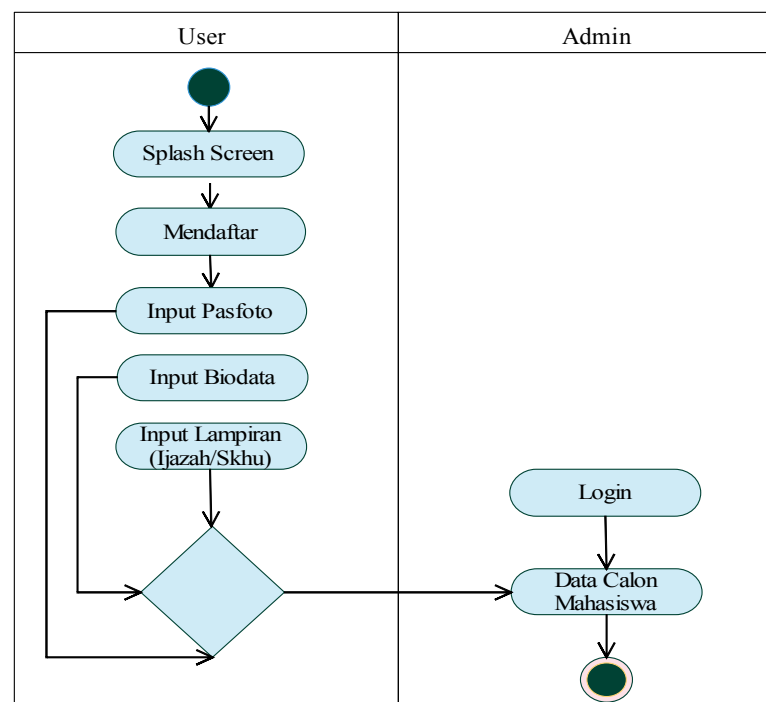 User
Admin
Splash Screen
Mendaftar
Input Pasfoto
Input Biodata
Input Lampiran
(Ijazah/Skhu)
Login
Data Calon
Mahasiswa